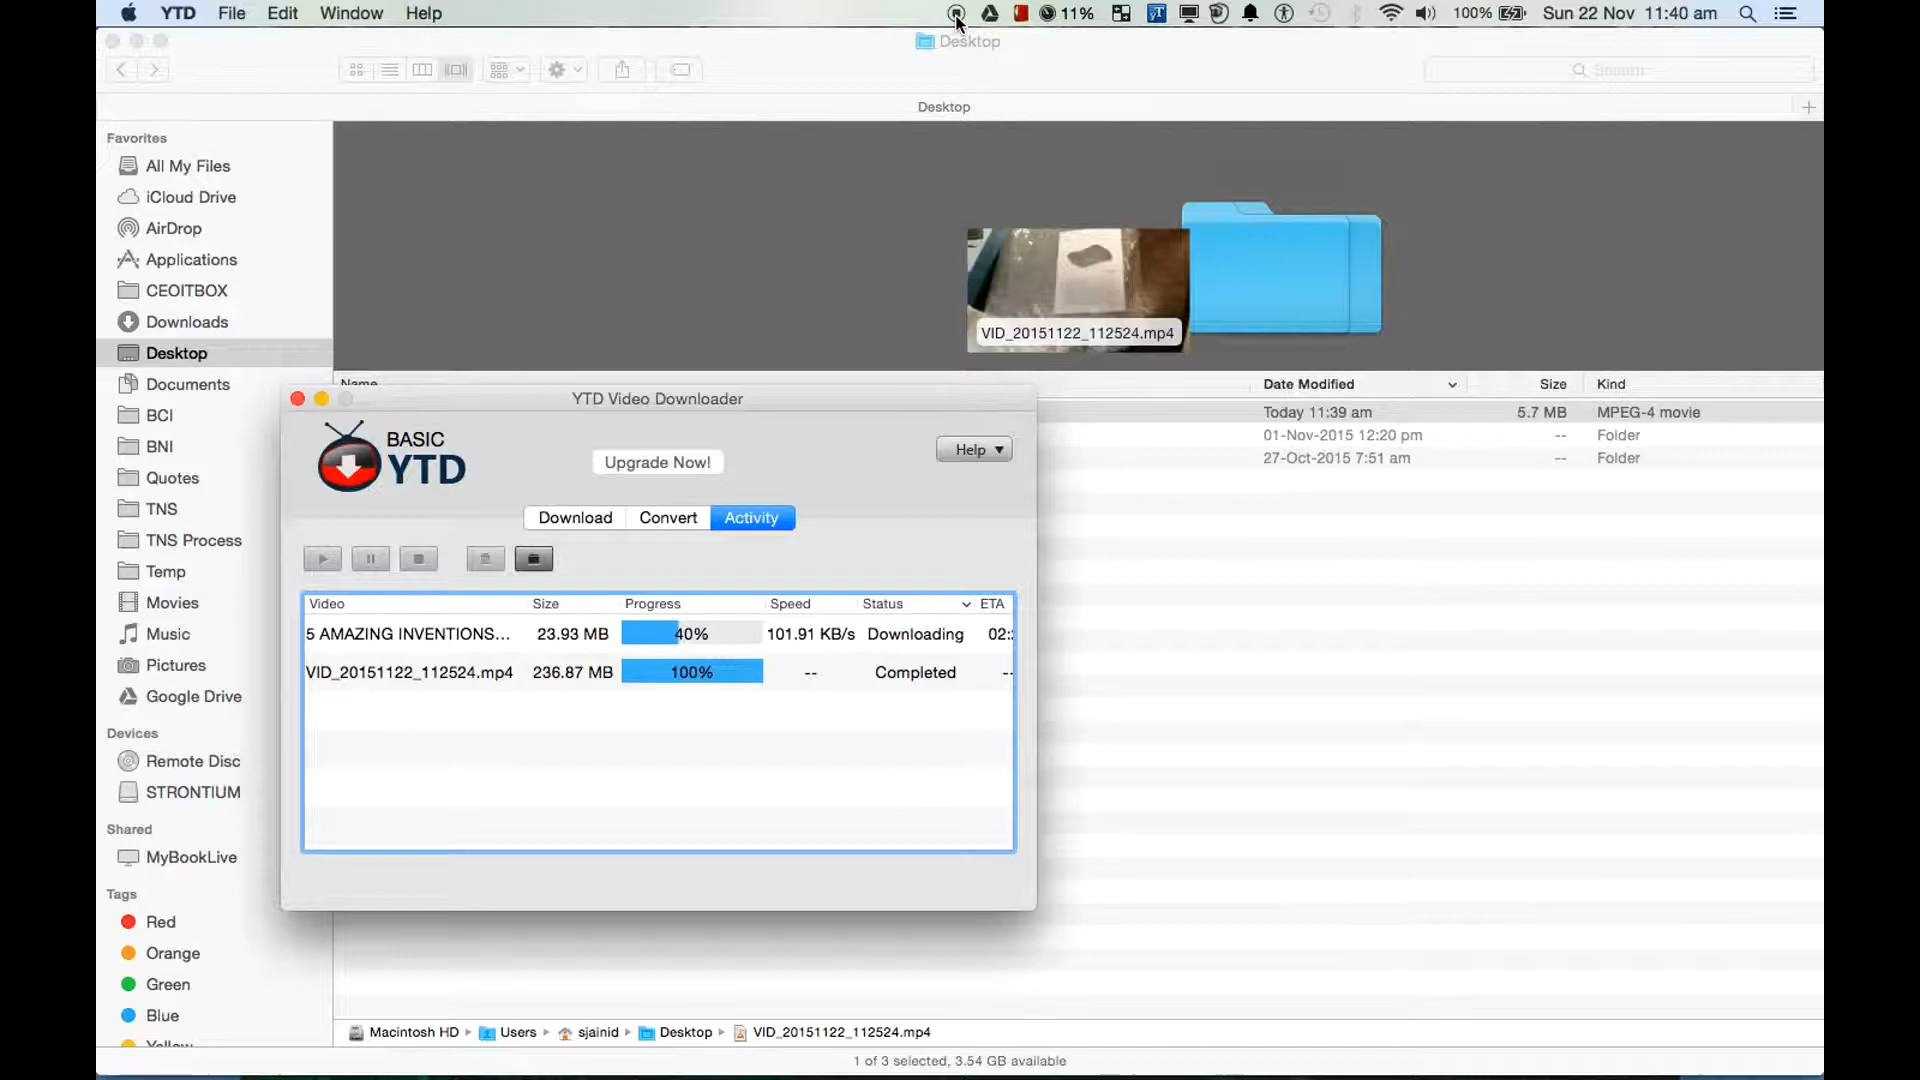 YTD File Edit Window Help 11% 100% Sun 22 Nov 11:40 am
Desktop
Search
Desktop
Favorites
All My Files
iCloud Drive
AirDrop
Applications
CEOITBOX
Downloads
Desktop
Documents
BCI
BNI
Quotes
TNS
TNS Process
Temp
Movies
Music
Pictures
Google Drive
Devices
Remote Disc
STRONTIUM
Shared
MyBookLive
Tags
Red
Orange
Green
Blue
Yellow
VID_20151122_112524.mp4
Name Date Modified Size Kind
Today 11:39 am 5.7 MB MPEG-4 movie
01-Nov-2015 12:20 pm -- Folder
27-Oct-2015 7:51 am -- Folder
YTD Video Downloader
BASIC
YTD
Upgrade Now!
Help
Download Convert Activity
Video Size Progress Speed Status ETA
5 AMAZING INVENTIONS... 23.93 MB 40% 101.91 KB/s Downloading 02:
VID_20151122_112524.mp4 236.87 MB 100% -- Completed --
Macintosh HD Users sjainid Desktop VID_20151122_112524.mp4
1 of 3 selected, 3.54 GB available